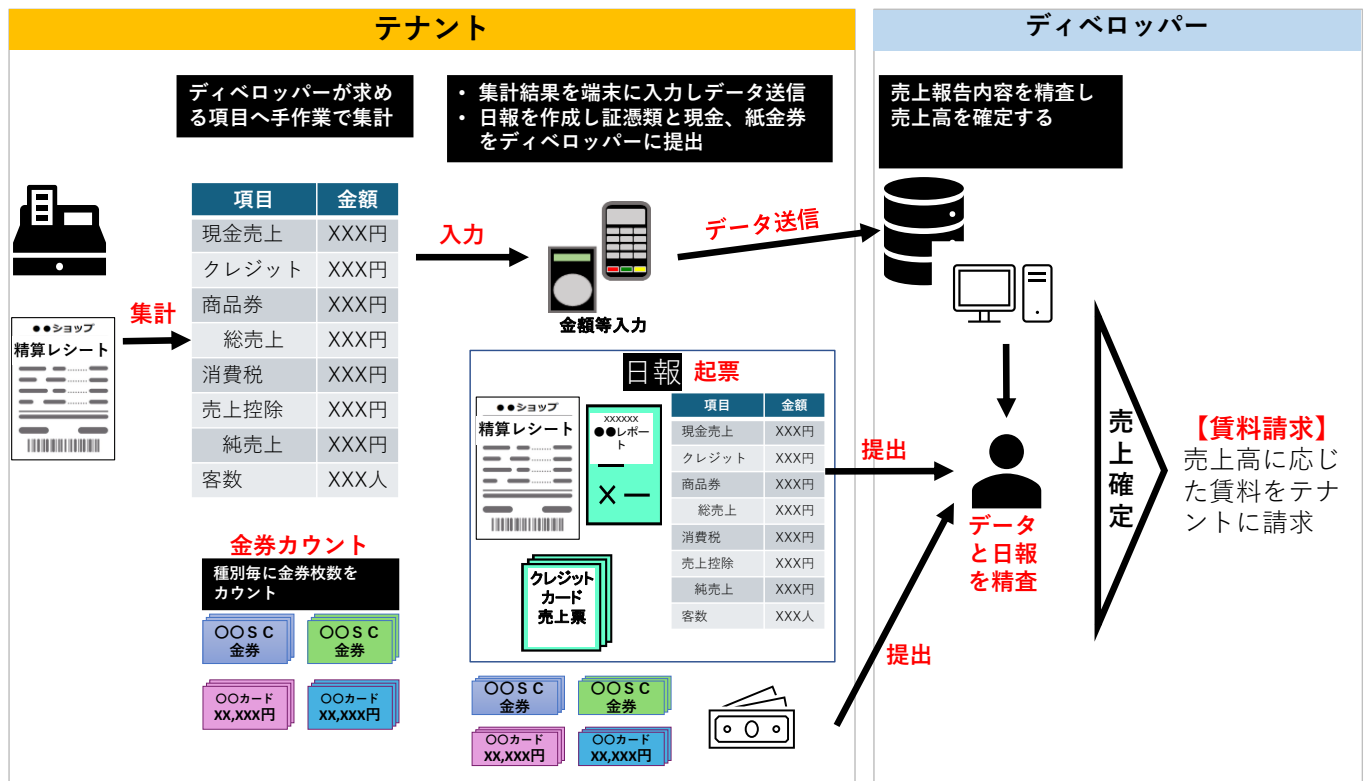 テナント
ディベロッパー
ディベロッパーが求め
る項目へ手作業で集計
• 集計結果を端末に入力しデータ送信
• 日報を作成し証憑類と現金、紙金券
をディベロッパーに提出
売上報告内容を精査し
売上高を確定する
項目 金額
現金売上 XXX円
クレジット XXX円
商品券 XXX円
総売上 XXX円
消費税 XXX円
売上控除 XXX円
純売上 XXX円
客数 XXX人
集計
●●ショップ
精算レシート
入力
金額等入力
データ送信
日報 起票
●●ショップ
精算レシート
XXXXXX
●●レポー
ト
クレジット
カード
売上票
項目 金額
現金売上 XXX円
クレジット XXX円
商品券 XXX円
総売上 XXX円
消費税 XXX円
売上控除 XXX円
純売上 XXX円
客数 XXX人
金券カウント
種別毎に金券枚数を
カウント
〇〇ＳＣ
金券
〇〇ＳＣ
金券
〇〇カード
XX,XXX円
〇〇カード
XX,XXX円
〇〇ＳＣ
金券
〇〇ＳＣ
金券
〇〇カード
XX,XXX円
〇〇カード
XX,XXX円
提出
提出
データ
と日報
を精査
売上確定
【賃料請求】
売上高に応じ
た賃料をテナ
ントに請求